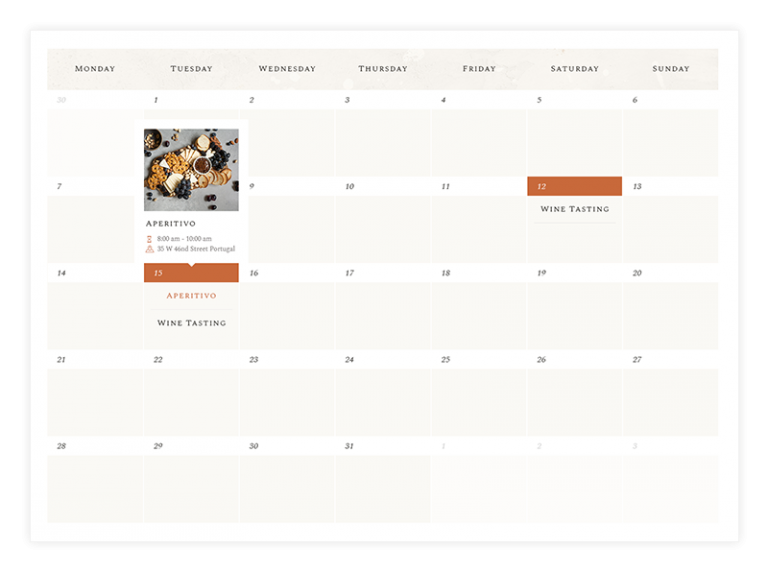 MONDAY TUESDAY WEDNESDAY THURSDAY FRIDAY SATURDAY SUNDAY
30 1 2 3 4 5 6
7 9 10 11 12 13
WINE TASTING
APERITIVO
8:00 am - 10:00 am
35 W 46nd Street Portugal
14 15 16 17 18 19 20
APERITIVO
WINE TASTING
21 22 23 24 25 26 27
28 29 30 31 1 2 3